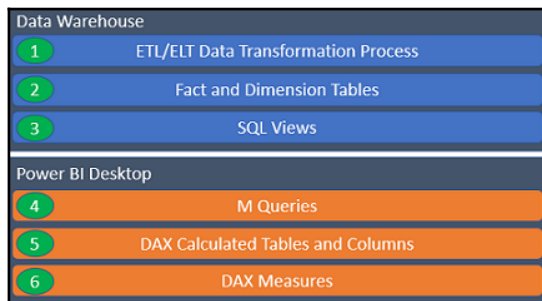 Data Warehouse
1 ETL/ELT Data Transformation Process
2 Fact and Dimension Tables
3 SQL Views
Power BI Desktop
4 M Queries
5 DAX Calculated Tables and Columns
6 DAX Measures